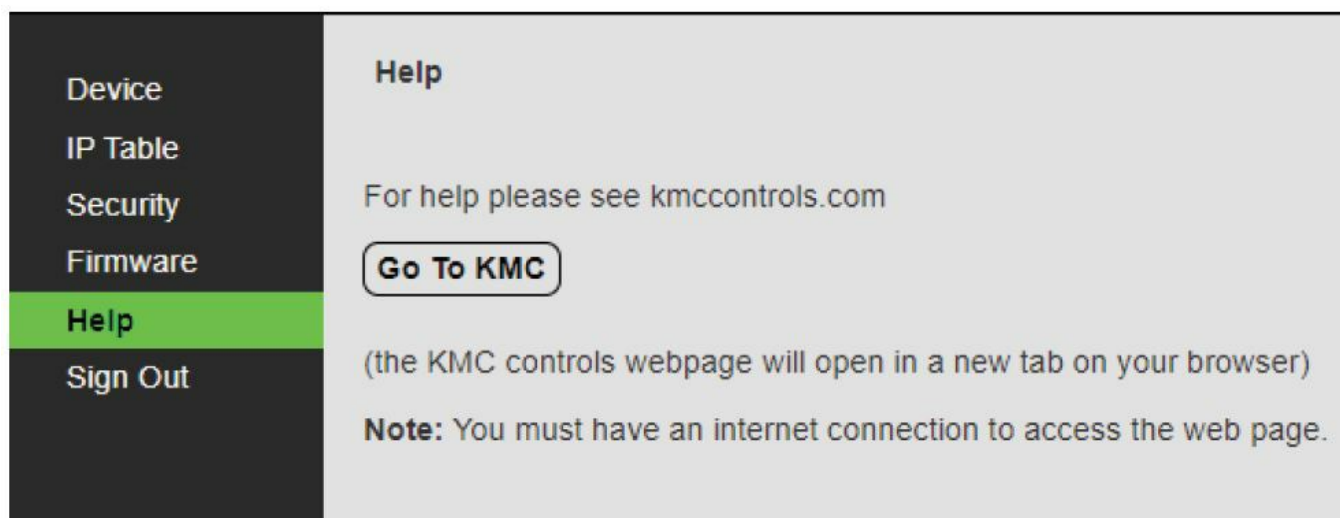 Device
IP Table
Security
Firmware
Help
Sign Out
Help
For help please see kmccontrols.com
Go To KMC
(the KMC controls webpage will open in a new tab on your browser)
Note: You must have an internet connection to access the web page.